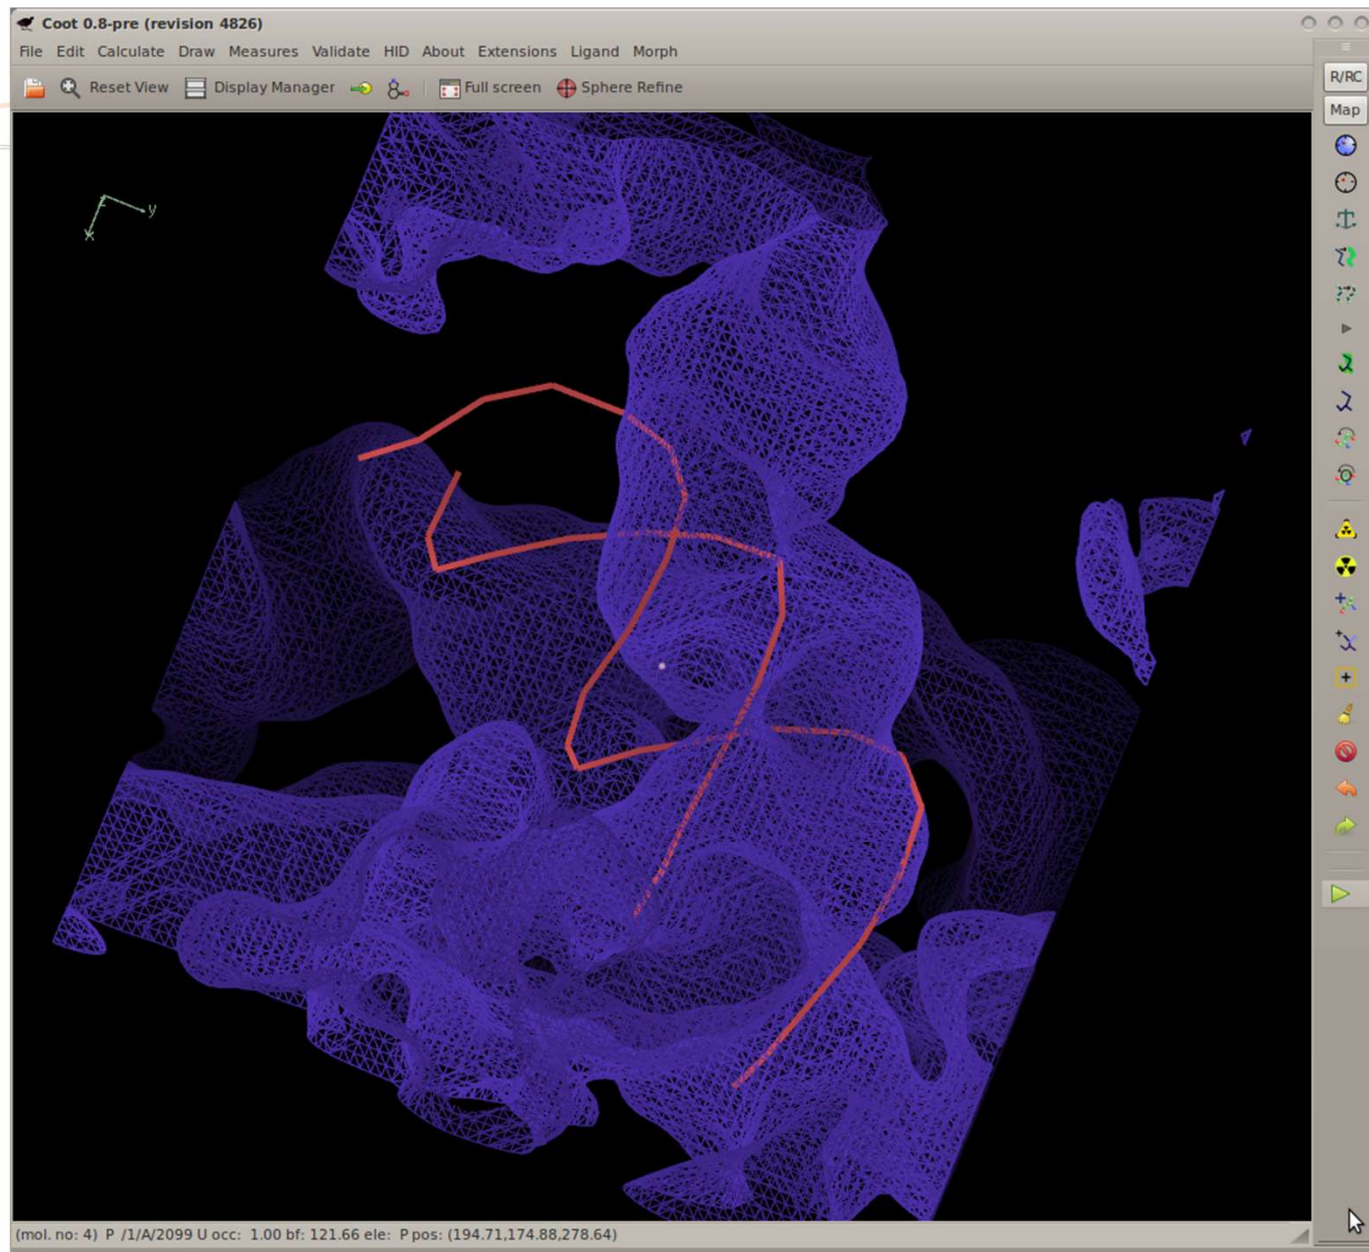 Coot 0.8-pre (revision 4826)
File Edit Calculate Draw Measures Validate HID About Extensions Ligand Morph
Reset View Display Manager Full screen Sphere Refine
R/RC
Map
y
x
(mol. no: 4) P /1/A/2099 U occ: 1.00 bf: 121.66 ele: P pos: (194.71,174.88,278.64)